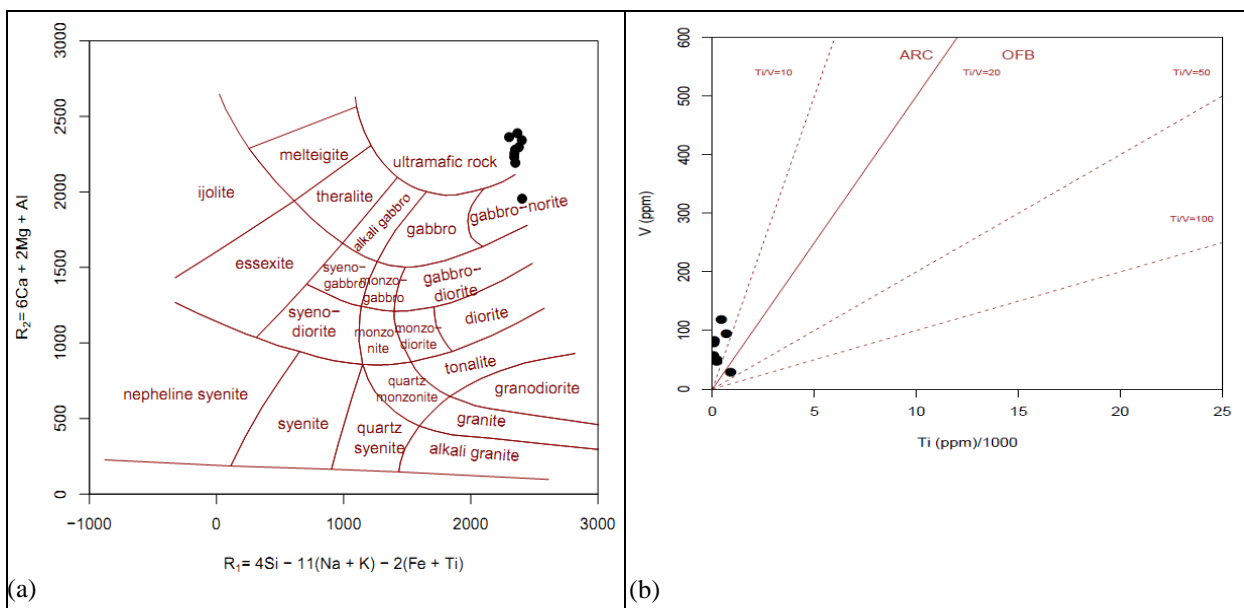 3000
2500
2000
1500
1000
500
0
R₂= 6Ca + 2Mg + Al
melteigite
ultramafic rock
ijolite
theralite
alkali gabbro
gabbro
gabbro−norite
essexite
syeno−
gabbro
monzo−
gabbro
gabbro−
diorite
syeno−
diorite
monzo−
nite
monzo−
diorite
diorite
tonalite
nepheline syenite
quartz
monzonite
granodiorite
syenite
granite
quartz
syenite
alkali granite
−1000
0
1000
2000
3000
R₁= 4Si − 11(Na + K) − 2(Fe + Ti)
(a)
600
500
400
300
200
100
0
V (ppm)
ARC
OFB
Ti/V=10
Ti/V=20
Ti/V=50
Ti/V=100
0
5
10
15
20
25
Ti (ppm)/1000
(b)